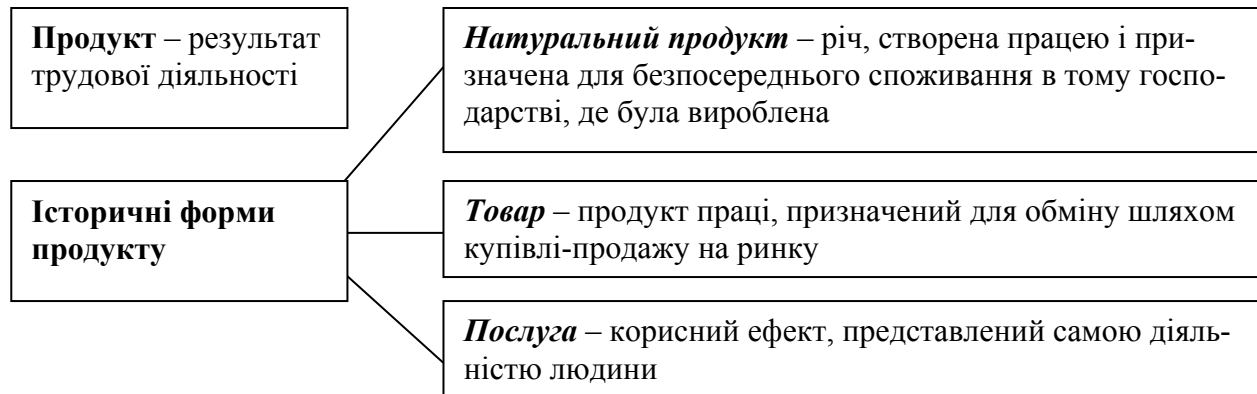 Продукт – результат
трудової діяльності
Натуральний продукт – річ, створена працею і при-
значена для безпосереднього споживання в тому госпо-
дарстві, де була вироблена
Історичні форми
продукту
Товар – продукт праці, призначений для обміну шляхом
купівлі-продажу на ринку
Послуга – корисний ефект, представлений самою діяль-
ністю людини